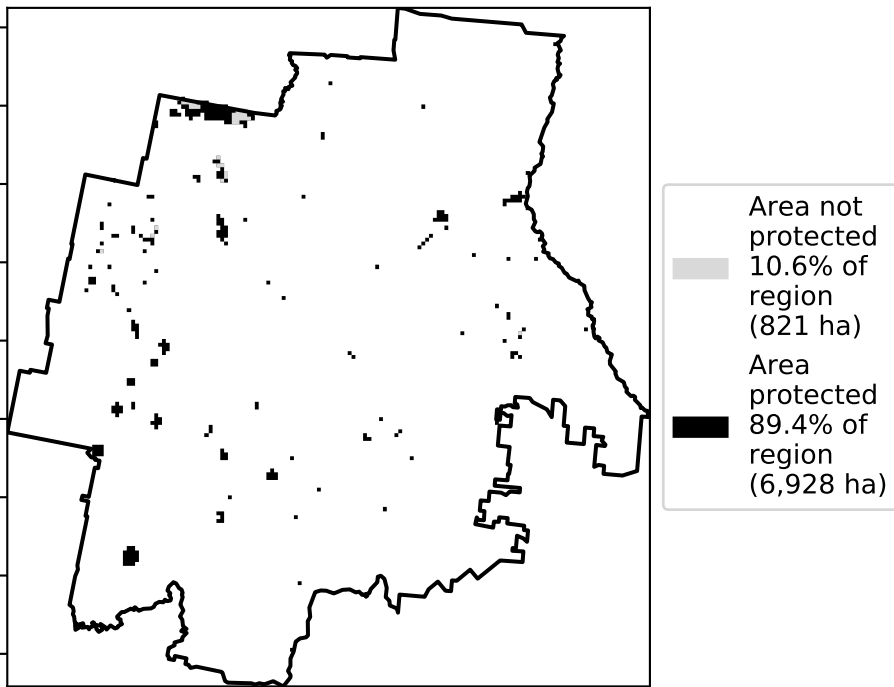 Area not
protected
10.6% of
region
(821 ha)
Area
protected
89.4% of
region
(6,928 ha)